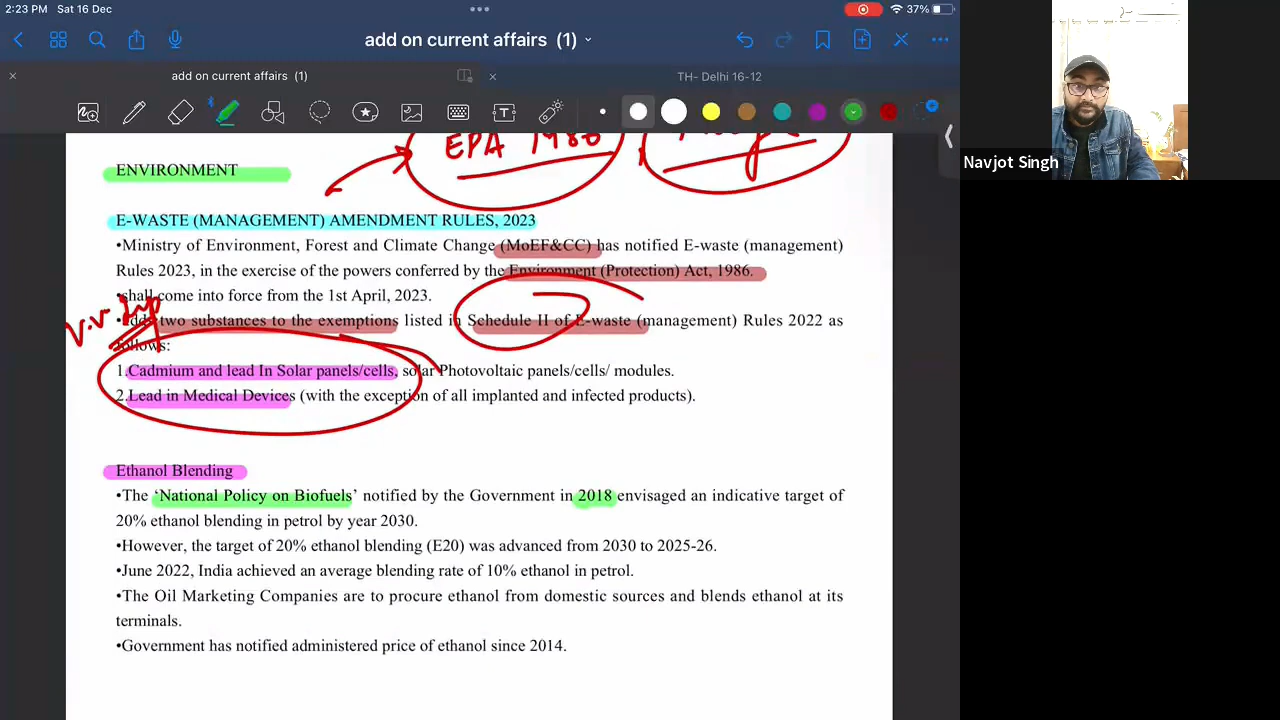 2:23 PM Sat 16 Dec
37%
add on current affairs (1)
add on current affairs (1)
TH- Delhi 16-12
Navjot Singh
EPA 1986
ENVIRONMENT
E-WASTE (MANAGEMENT) AMENDMENT RULES, 2023
•Ministry of Environment, Forest and Climate Change (MoEF&CC) has notified E-waste (management)
Rules 2023, in the exercise of the powers conferred by the Environment (Protection) Act, 1986.
•shall come into force from the 1st April, 2023.
V.V Imp
two substances to the exemptions listed in Schedule II of E-waste (management) Rules 2022 as
follows:
1.Cadmium and lead In Solar panels/cells, solar Photovoltaic panels/cells/ modules.
2.Lead in Medical Devices (with the exception of all implanted and infected products).
Ethanol Blending
•The ‘National Policy on Biofuels’ notified by the Government in 2018 envisaged an indicative target of
20% ethanol blending in petrol by year 2030.
•However, the target of 20% ethanol blending (E20) was advanced from 2030 to 2025-26.
•June 2022, India achieved an average blending rate of 10% ethanol in petrol.
•The Oil Marketing Companies are to procure ethanol from domestic sources and blends ethanol at its
terminals.
•Government has notified administered price of ethanol since 2014.